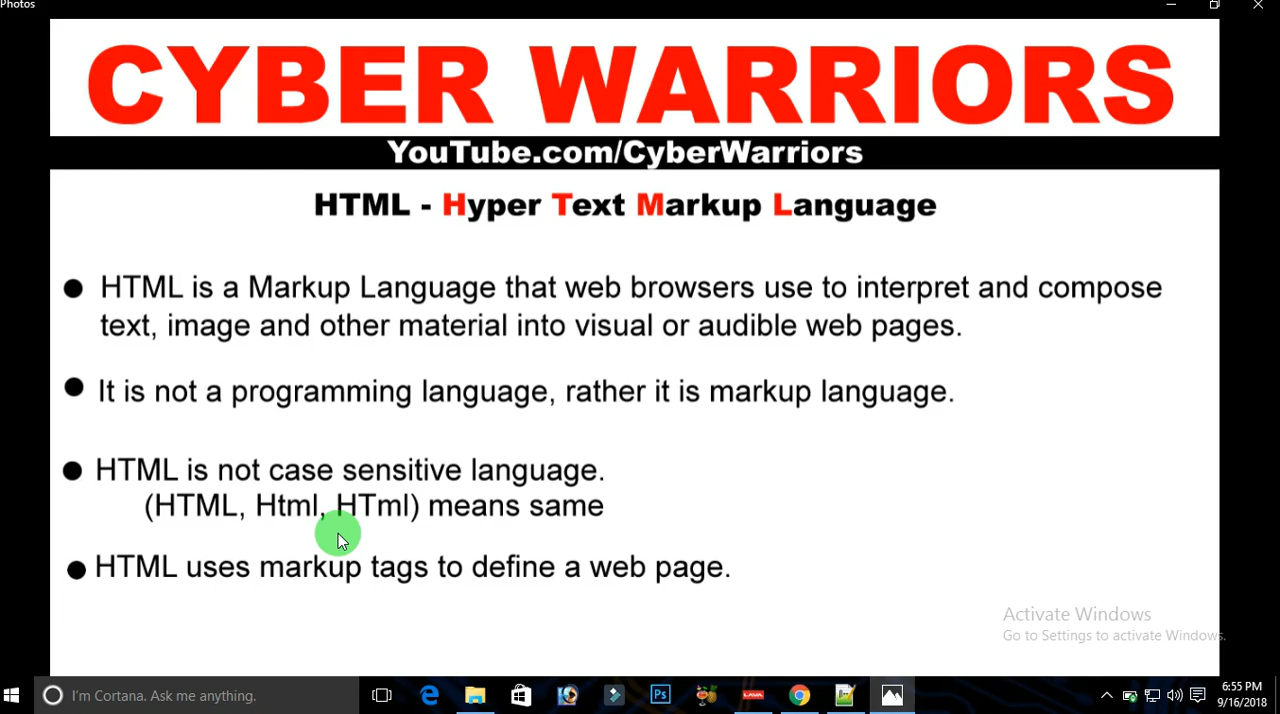 Photos
CYBER WARRIORS
YouTube.com/CyberWarriors
HTML - Hyper Text Markup Language
● HTML is a Markup Language that web browsers use to interpret and compose
text, image and other material into visual or audible web pages.
● It is not a programming language, rather it is markup language.
● HTML is not case sensitive language.
(HTML, Html, HTml) means same
● HTML uses markup tags to define a web page.
Activate Windows
Go to Settings to activate Windows.
I'm Cortana. Ask me anything.
Ps
LAVA
6:55 PM
9/16/2018